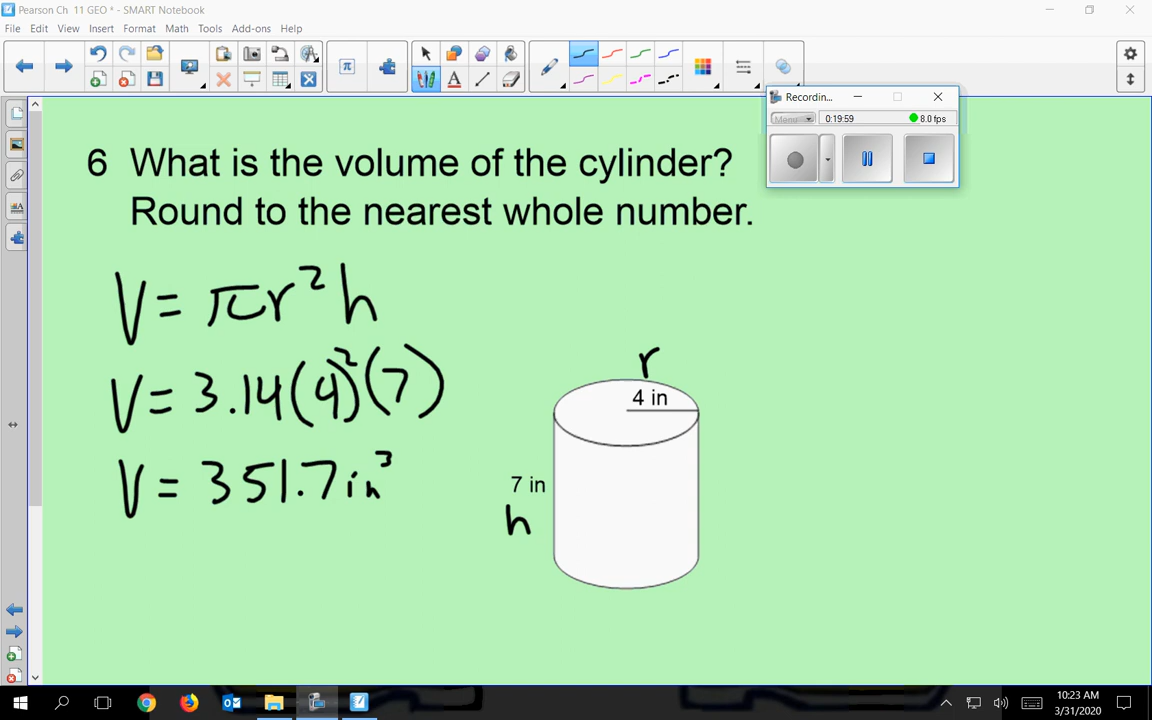 Pearson Ch 11 GEO * - SMART Notebook
File Edit View Insert Format Math Tools Add-ons Help
Recordin...
Menu 0:19:59 8.0 fps
6 What is the volume of the cylinder?
Round to the nearest whole number.
V = πr²h
V = 3.14(4)²(7)
V = 351.7in³
r
4 in
7 in
h
10:23 AM
3/31/2020